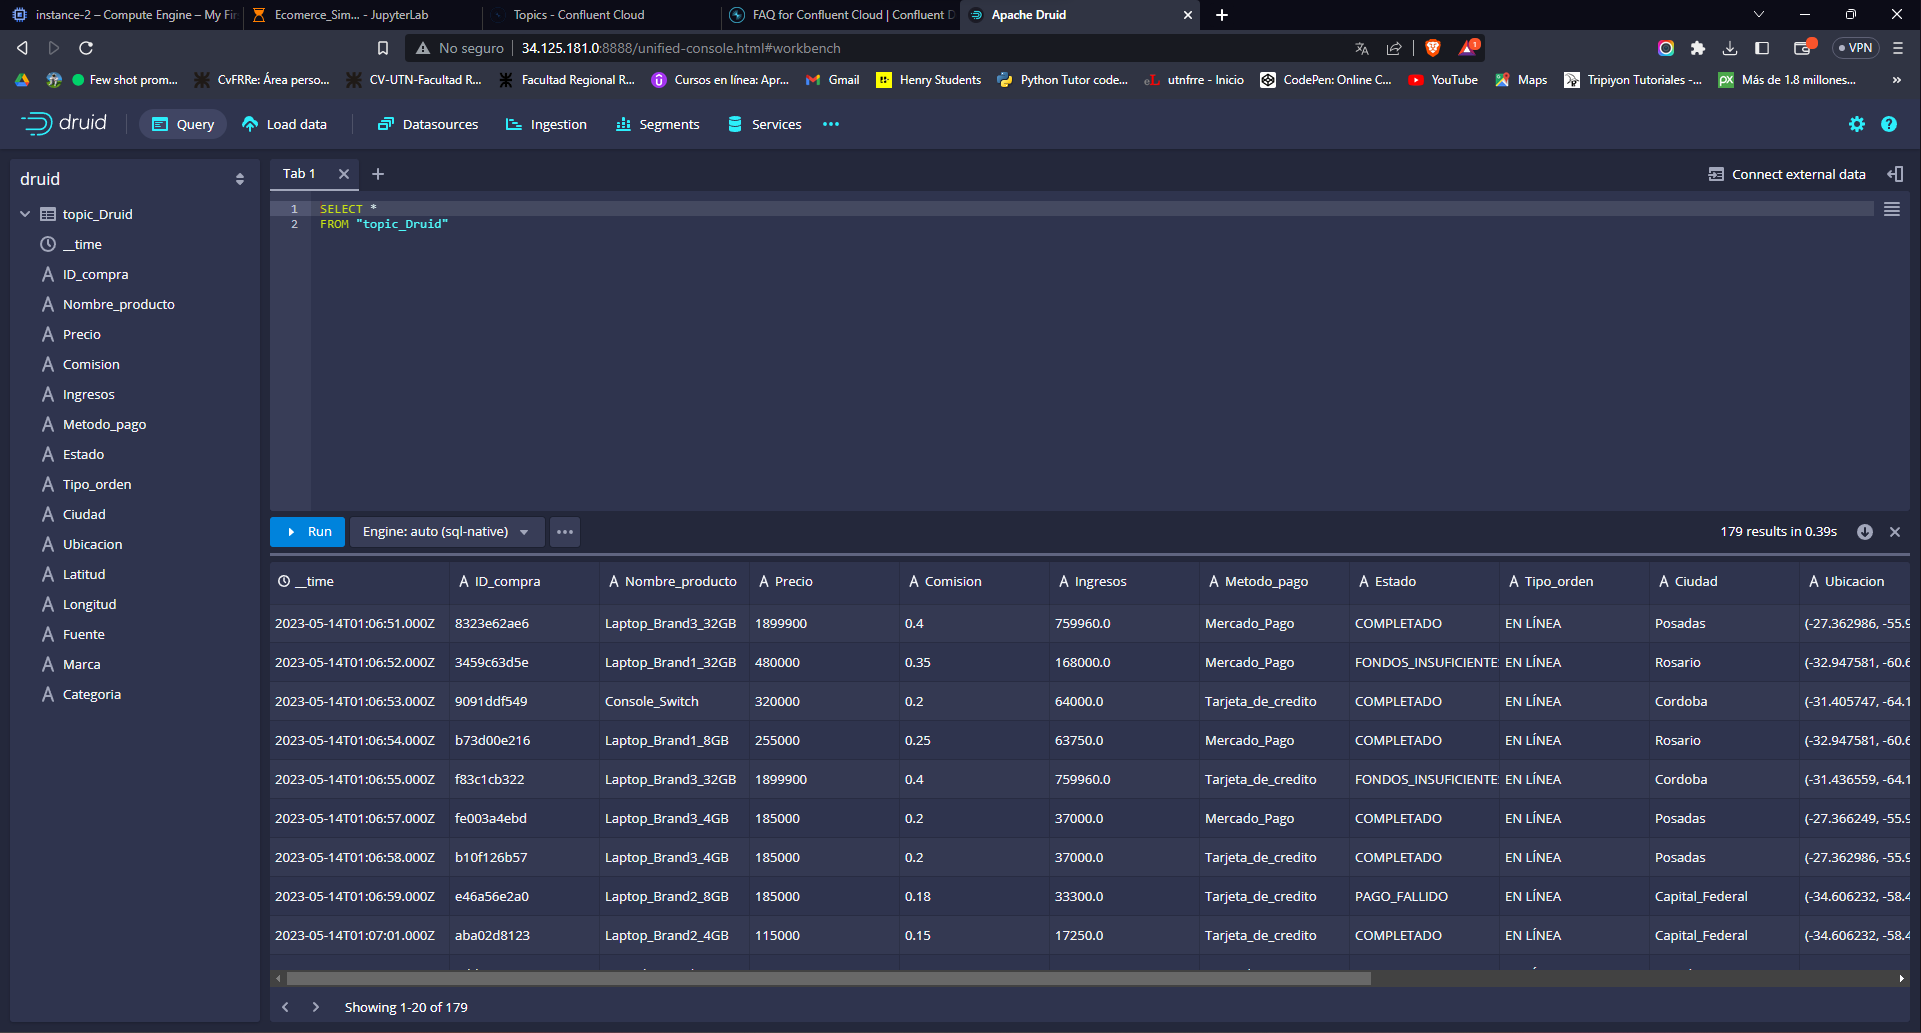 instance-2 – Compute Engine – My Fir
Ecomerce_Sim... - JupyterLab
Topics - Confluent Cloud
FAQ for Confluent Cloud | Confluent D
Apache Druid
No seguro
34.125.181.0:8888/unified-console.html#workbench
1
VPN
Few shot prom...
CvFRRe: Área perso...
CV-UTN-Facultad R...
Facultad Regional R...
Cursos en línea: Apr...
Gmail
Henry Students
Python Tutor code...
utnfrre - Inicio
CodePen: Online C...
YouTube
Maps
Tripiyon Tutoriales -...
Más de 1.8 millones...
druid
Query
Load data
Datasources
Ingestion
Segments
Services
druid
topic_Druid
__time
ID_compra
Nombre_producto
Precio
Comision
Ingresos
Metodo_pago
Estado
Tipo_orden
Ciudad
Ubicacion
Latitud
Longitud
Fuente
Marca
Categoria
Tab 1
Connect external data
1 SELECT *
2 FROM "topic_Druid"
Run
Engine: auto (sql-native)
179 results in 0.39s
__time ID_compra Nombre_producto Precio Comision Ingresos Metodo_pago Estado Tipo_orden Ciudad Ubicacion
2023-05-14T01:06:51.000Z 8323e62ae6 Laptop_Brand3_32GB 1899900 0.4 759960.0 Mercado_Pago COMPLETADO EN LÍNEA Posadas (-27.362986, -55.9
2023-05-14T01:06:52.000Z 3459c63d5e Laptop_Brand1_32GB 480000 0.35 168000.0 Mercado_Pago FONDOS_INSUFICIENTE EN LÍNEA Rosario (-32.947581, -60.6
2023-05-14T01:06:53.000Z 9091ddf549 Console_Switch 320000 0.2 64000.0 Tarjeta_de_credito COMPLETADO EN LÍNEA Cordoba (-31.405747, -64.1
2023-05-14T01:06:54.000Z b73d00e216 Laptop_Brand1_8GB 255000 0.25 63750.0 Mercado_Pago COMPLETADO EN LÍNEA Rosario (-32.947581, -60.6
2023-05-14T01:06:55.000Z f83c1cb322 Laptop_Brand3_32GB 1899900 0.4 759960.0 Tarjeta_de_credito FONDOS_INSUFICIENTE EN LÍNEA Cordoba (-31.436559, -64.1
2023-05-14T01:06:57.000Z fe003a4ebd Laptop_Brand3_4GB 185000 0.2 37000.0 Mercado_Pago COMPLETADO EN LÍNEA Posadas (-27.366249, -55.9
2023-05-14T01:06:58.000Z b10f126b57 Laptop_Brand3_4GB 185000 0.2 37000.0 Tarjeta_de_credito COMPLETADO EN LÍNEA Posadas (-27.362986, -55.9
2023-05-14T01:06:59.000Z e46a56e2a0 Laptop_Brand2_8GB 185000 0.18 33300.0 Tarjeta_de_credito PAGO_FALLIDO EN LÍNEA Capital_Federal (-34.606232, -58.4
2023-05-14T01:07:01.000Z aba02d8123 Laptop_Brand2_4GB 115000 0.15 17250.0 Tarjeta_de_credito COMPLETADO EN LÍNEA Capital_Federal (-34.606232, -58.4
Showing 1-20 of 179